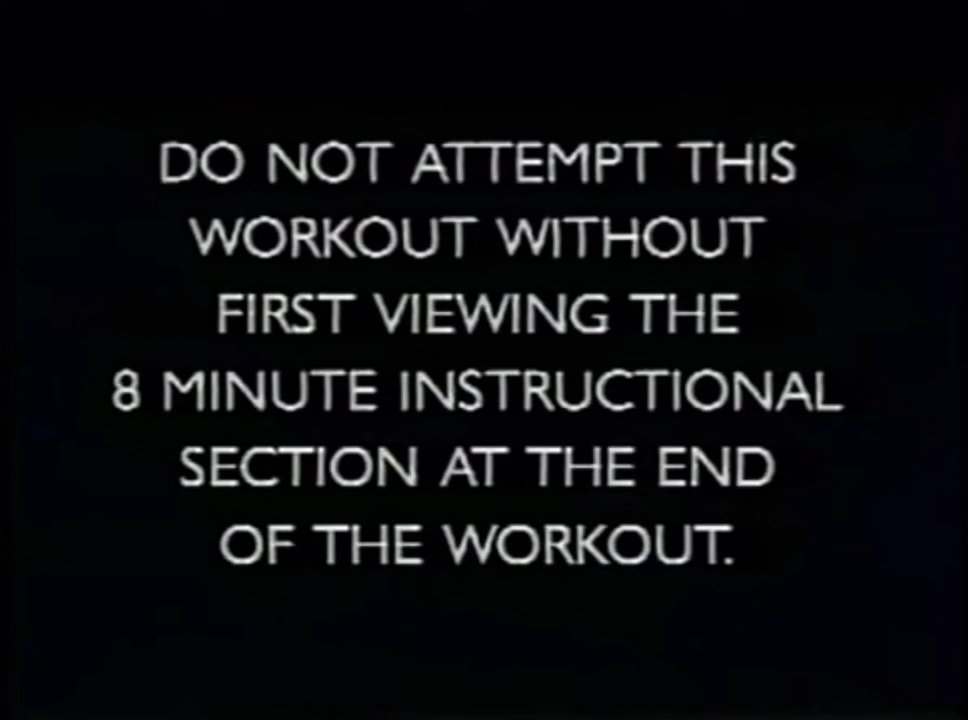 DO NOT ATTEMPT THIS
WORKOUT WITHOUT
FIRST VIEWING THE
8 MINUTE INSTRUCTIONAL
SECTION AT THE END
OF THE WORKOUT.